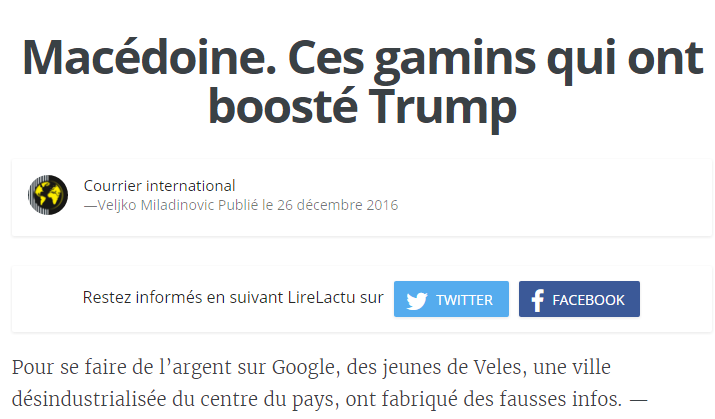 Macédoine. Ces gamins qui ont
boosté Trump
Courrier international
—Veljko Miladinovic Publié le 26 décembre 2016
Restez informés en suivant LireLactu sur
TWITTER
FACEBOOK
Pour se faire de l’argent sur Google, des jeunes de Veles, une ville
désindustrialisée du centre du pays, ont fabriqué des fausses infos. —